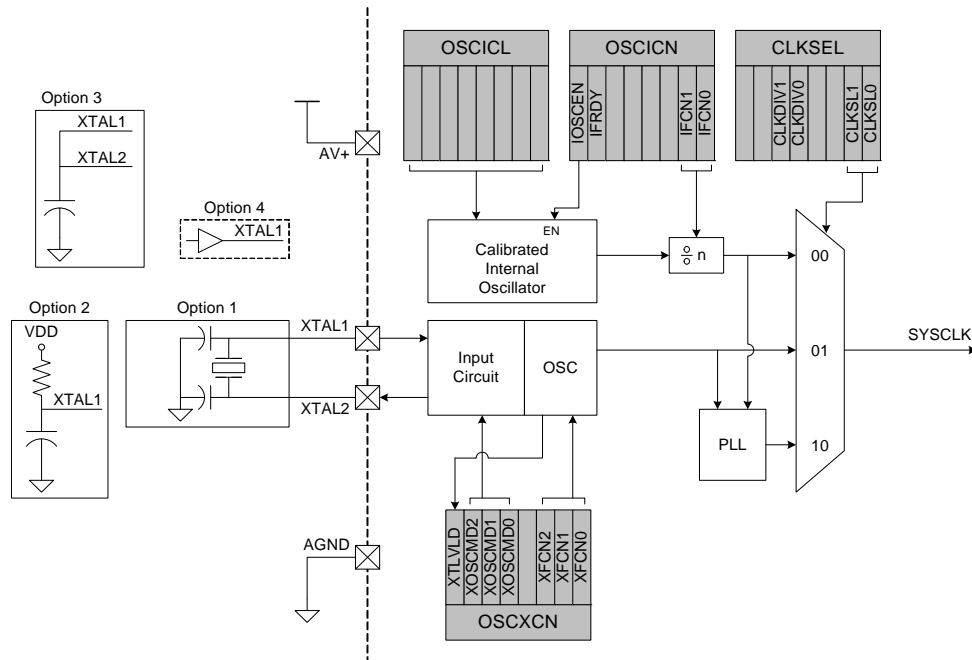 OSCICL
OSCICN
CLKSEL
IOSCEN
IFRDY
IFCN1
IFCN0
CLKDIV1
CLKDIV0
CLKSL1
CLKSL0
Option 3
XTAL1
XTAL2
AV+
Option 4
XTAL1
EN
Calibrated
Internal
Oscillator
n
00
Option 2
VDD
XTAL1
Option 1
XTAL1
XTAL2
Input
Circuit
OSC
01
SYSCLK
PLL
10
AGND
XTLVLD
XOSCMD2
XOSCMD1
XOSCMD0
XFCN2
XFCN1
XFCN0
OSCXCN